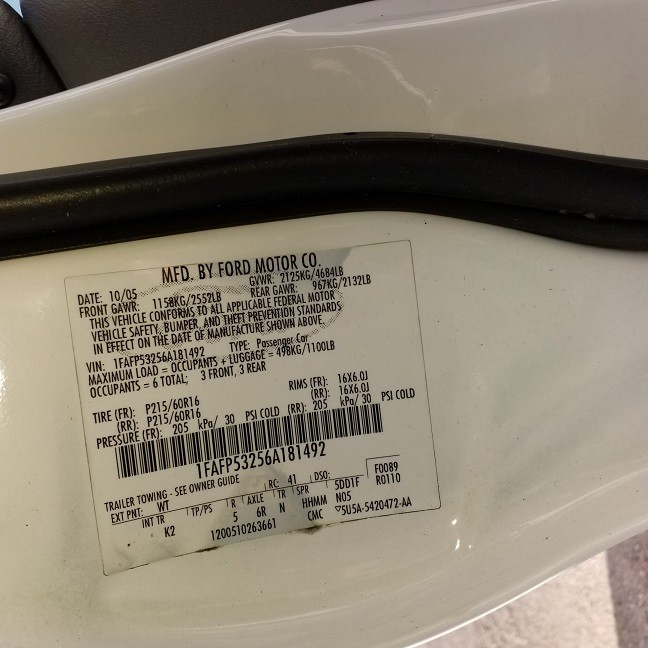 MFD. BY FORD MOTOR CO.
DATE: 10/05 GVWR: 2125KG/4684LB
FRONT GAWR: 1158KG/2552LB REAR GAWR: 967KG/2132LB
THIS VEHICLE CONFORMS TO ALL APPLICABLE FEDERAL MOTOR
VEHICLE SAFETY, BUMPER, AND THEFT PREVENTION STANDARDS
IN EFFECT ON THE DATE OF MANUFACTURE SHOWN ABOVE.
VIN: 1FAFP53256A181492 TYPE: Passenger Car
MAXIMUM LOAD = OCCUPANTS + LUGGAGE = 498KG/1100LB
OCCUPANTS = 6 TOTAL; 3 FRONT, 3 REAR
TIRE (FR): P215/60R16 RIMS (FR): 16X6.0J
(RR): P215/60R16 (RR): 16X6.0J
PRESSURE (FR): 205 kPa/ 30 PSI COLD (RR): 205 kPa/ 30 PSI COLD
1FAFP53256A181492
TRAILER TOWING - SEE OWNER GUIDE RC: 41 DSO: F0089
EXT PNT: WT 5DD1F R0110
INT TR TP/PS R AXLE TR SPR N05
K2 5 6R N HHMM
1200510263661 CMC ▽5U5A-5420472-AA